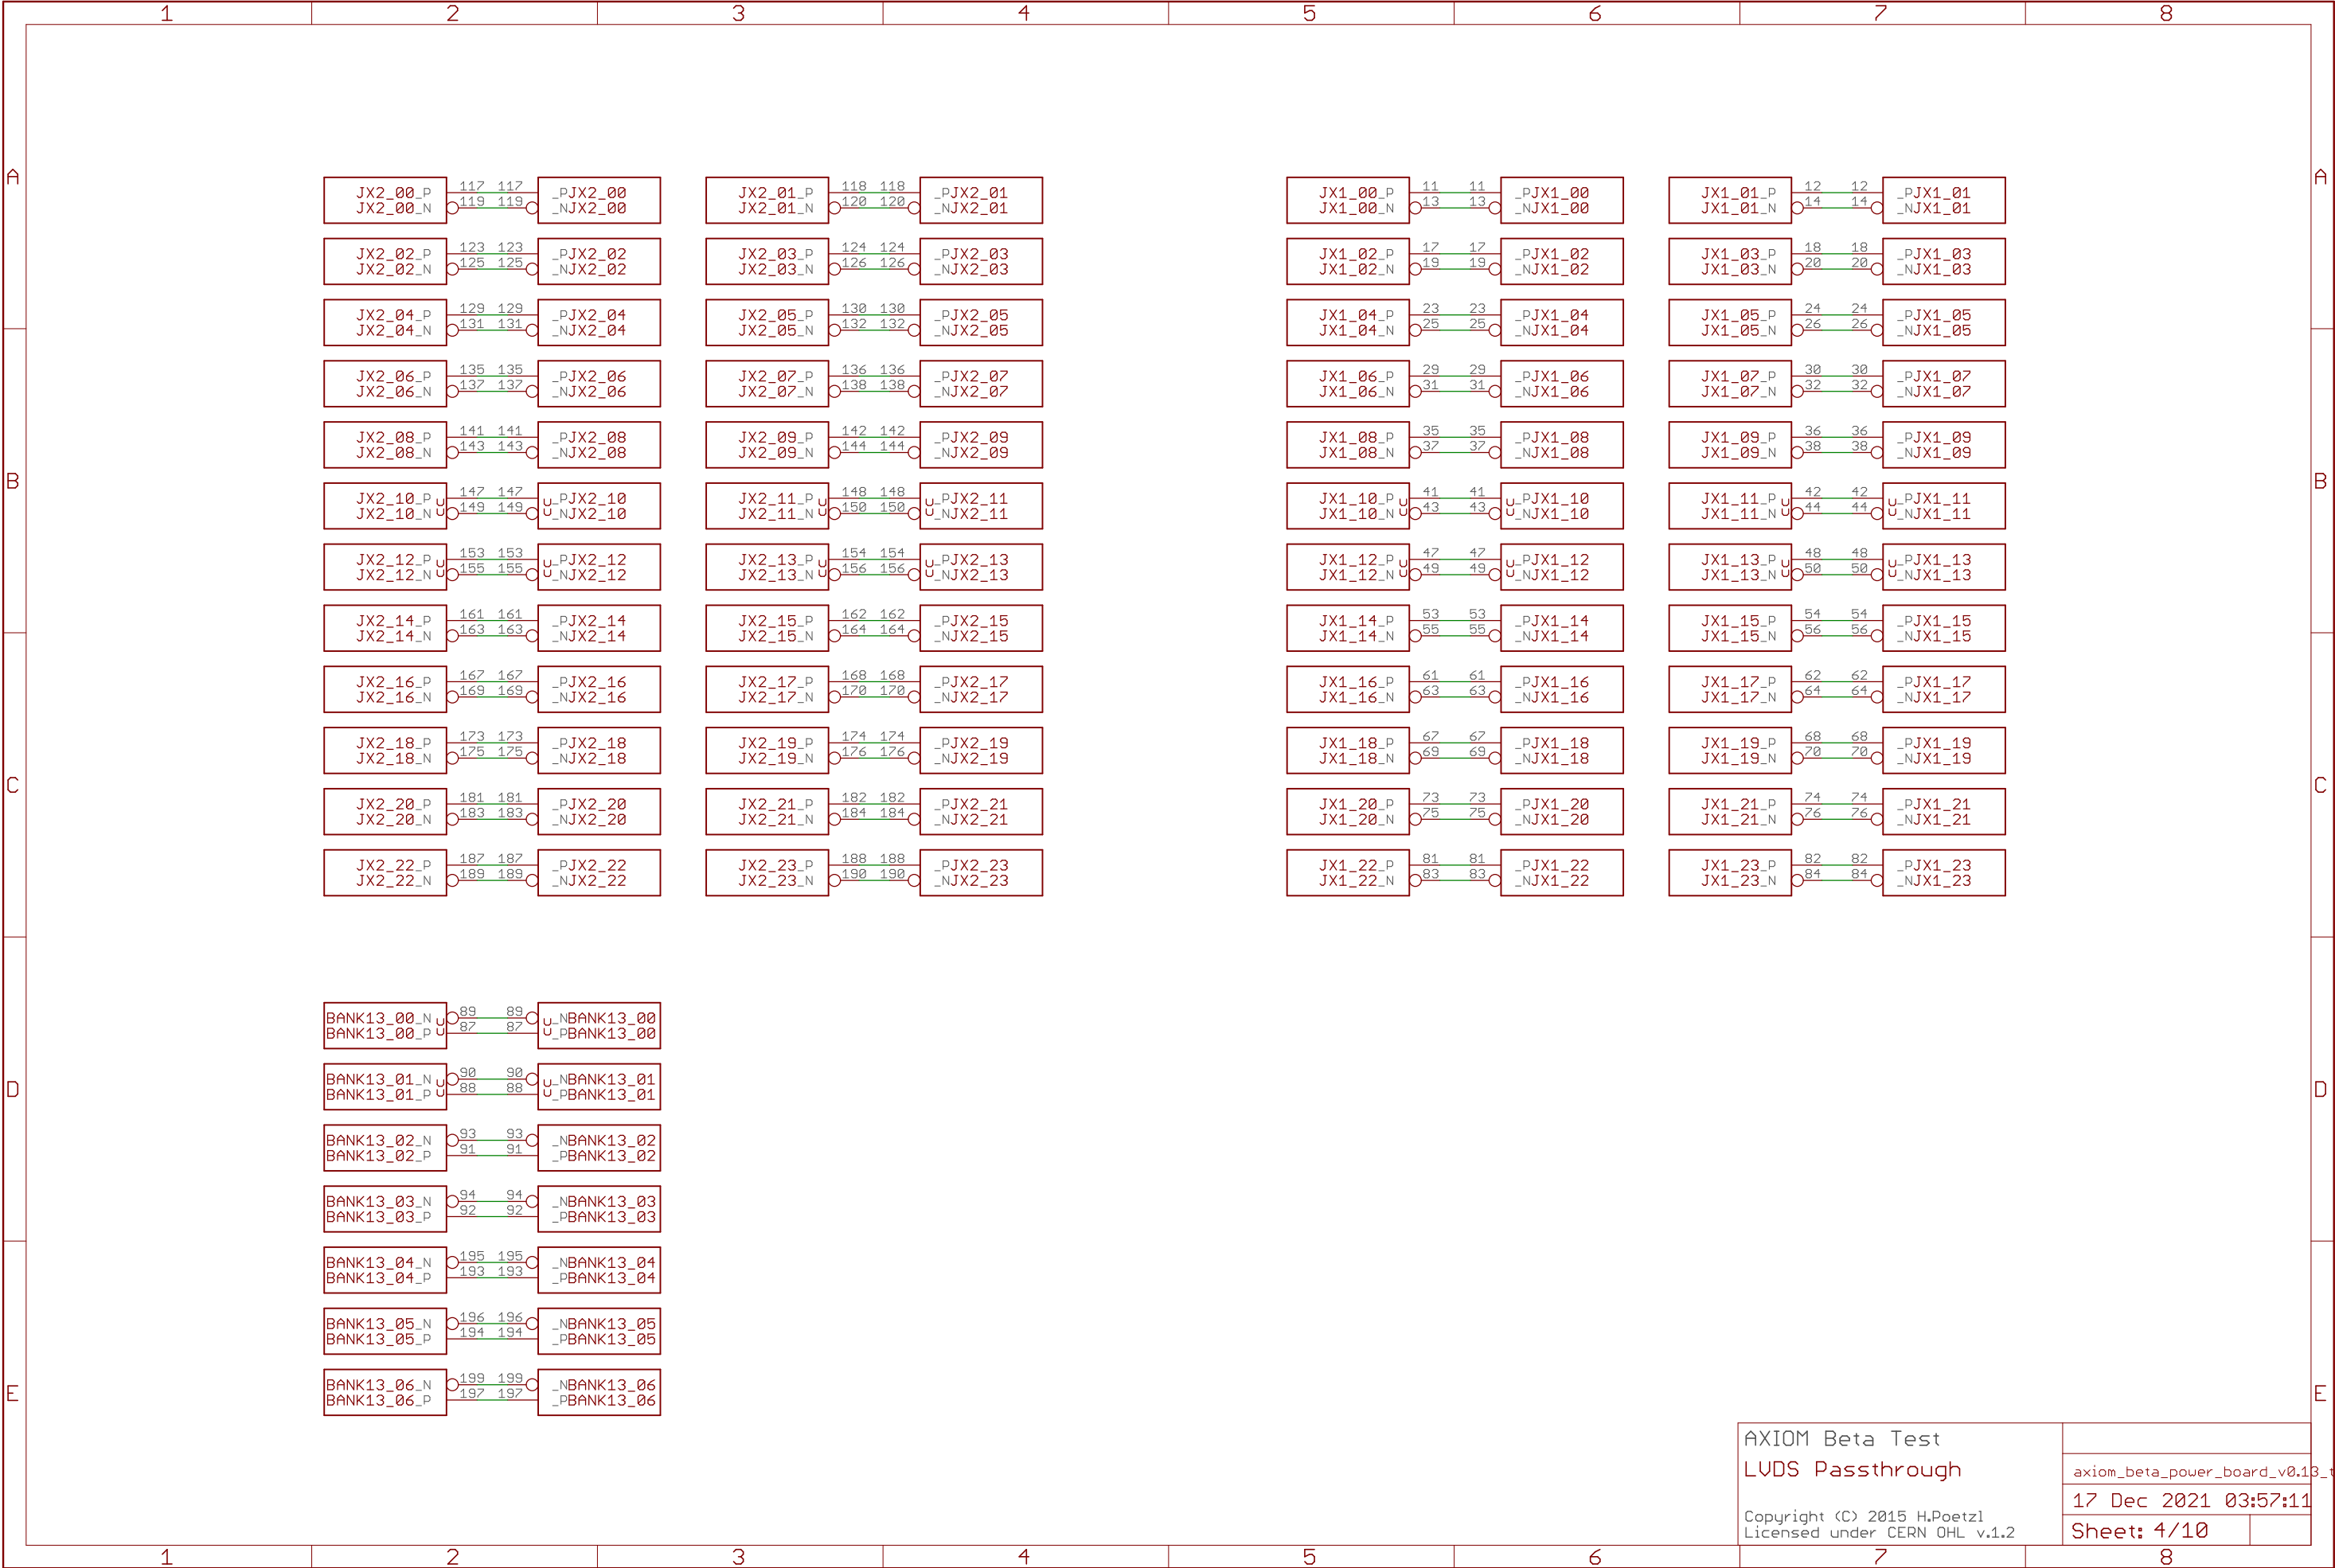 1 2 3 4 5 6 7 8
A A
JX2_00_P 117 117 _PJX2_00 JX2_01_P 118 118 _PJX2_01 JX1_00_P 11 11 _PJX1_00 JX1_01_P 12 12 _PJX1_01
JX2_00_N 119 119 _NJX2_00 JX2_01_N 120 120 _NJX2_01 JX1_00_N 13 13 _NJX1_00 JX1_01_N 14 14 _NJX1_01
JX2_02_P 123 123 _PJX2_02 JX2_03_P 124 124 _PJX2_03 JX1_02_P 17 17 _PJX1_02 JX1_03_P 18 18 _PJX1_03
JX2_02_N 125 125 _NJX2_02 JX2_03_N 126 126 _NJX2_03 JX1_02_N 19 19 _NJX1_02 JX1_03_N 20 20 _NJX1_03
JX2_04_P 129 129 _PJX2_04 JX2_05_P 130 130 _PJX2_05 JX1_04_P 23 23 _PJX1_04 JX1_05_P 24 24 _PJX1_05
JX2_04_N 131 131 _NJX2_04 JX2_05_N 132 132 _NJX2_05 JX1_04_N 25 25 _NJX1_04 JX1_05_N 26 26 _NJX1_05
JX2_06_P 135 135 _PJX2_06 JX2_07_P 136 136 _PJX2_07 JX1_06_P 29 29 _PJX1_06 JX1_07_P 30 30 _PJX1_07
JX2_06_N 137 137 _NJX2_06 JX2_07_N 138 138 _NJX2_07 JX1_06_N 31 31 _NJX1_06 JX1_07_N 32 32 _NJX1_07
JX2_08_P 141 141 _PJX2_08 JX2_09_P 142 142 _PJX2_09 JX1_08_P 35 35 _PJX1_08 JX1_09_P 36 36 _PJX1_09
JX2_08_N 143 143 _NJX2_08 JX2_09_N 144 144 _NJX2_09 JX1_08_N 37 37 _NJX1_08 JX1_09_N 38 38 _NJX1_09
B B
JX2_10_P U 147 147 U_PJX2_10 JX2_11_P U 148 148 U_PJX2_11 JX1_10_P U 41 41 U_PJX1_10 JX1_11_P U 42 42 U_PJX1_11
JX2_10_N U 149 149 U_NJX2_10 JX2_11_N U 150 150 U_NJX2_11 JX1_10_N U 43 43 U_NJX1_10 JX1_11_N U 44 44 U_NJX1_11
JX2_12_P U 153 153 U_PJX2_12 JX2_13_P U 154 154 U_PJX2_13 JX1_12_P U 47 47 U_PJX1_12 JX1_13_P U 48 48 U_PJX1_13
JX2_12_N U 155 155 U_NJX2_12 JX2_13_N U 156 156 U_NJX2_13 JX1_12_N U 49 49 U_NJX1_12 JX1_13_N U 50 50 U_NJX1_13
JX2_14_P 161 161 _PJX2_14 JX2_15_P 162 162 _PJX2_15 JX1_14_P 53 53 _PJX1_14 JX1_15_P 54 54 _PJX1_15
JX2_14_N 163 163 _NJX2_14 JX2_15_N 164 164 _NJX2_15 JX1_14_N 55 55 _NJX1_14 JX1_15_N 56 56 _NJX1_15
JX2_16_P 167 167 _PJX2_16 JX2_17_P 168 168 _PJX2_17 JX1_16_P 61 61 _PJX1_16 JX1_17_P 62 62 _PJX1_17
JX2_16_N 169 169 _NJX2_16 JX2_17_N 170 170 _NJX2_17 JX1_16_N 63 63 _NJX1_16 JX1_17_N 64 64 _NJX1_17
JX2_18_P 173 173 _PJX2_18 JX2_19_P 174 174 _PJX2_19 JX1_18_P 67 67 _PJX1_18 JX1_19_P 68 68 _PJX1_19
JX2_18_N 175 175 _NJX2_18 JX2_19_N 176 176 _NJX2_19 JX1_18_N 69 69 _NJX1_18 JX1_19_N 70 70 _NJX1_19
C C
JX2_20_P 181 181 _PJX2_20 JX2_21_P 182 182 _PJX2_21 JX1_20_P 73 73 _PJX1_20 JX1_21_P 74 74 _PJX1_21
JX2_20_N 183 183 _NJX2_20 JX2_21_N 184 184 _NJX2_21 JX1_20_N 75 75 _NJX1_20 JX1_21_N 76 76 _NJX1_21
JX2_22_P 187 187 _PJX2_22 JX2_23_P 188 188 _PJX2_23 JX1_22_P 81 81 _PJX1_22 JX1_23_P 82 82 _PJX1_23
JX2_22_N 189 189 _NJX2_22 JX2_23_N 190 190 _NJX2_23 JX1_22_N 83 83 _NJX1_22 JX1_23_N 84 84 _NJX1_23
BANK13_00_N U 89 89 U_NBANK13_00
BANK13_00_P U 87 87 U_PBANK13_00
BANK13_01_N U 90 90 U_NBANK13_01
D D
BANK13_01_P U 88 88 U_PBANK13_01
BANK13_02_N 93 93 _NBANK13_02
BANK13_02_P 91 91 _PBANK13_02
BANK13_03_N 94 94 _NBANK13_03
BANK13_03_P 92 92 _PBANK13_03
BANK13_04_N 195 195 _NBANK13_04
BANK13_04_P 193 193 _PBANK13_04
BANK13_05_N 196 196 _NBANK13_05
BANK13_05_P 194 194 _PBANK13_05
BANK13_06_N 199 199 _NBANK13_06
E E
BANK13_06_P 197 197 _PBANK13_06
AXIOM Beta Test
LVDS Passthrough
Copyright (C) 2015 H.Poetzl
Licensed under CERN OHL v.1.2
axiom_beta_power_board_v0.13_t
17 Dec 2021 03:57:11
Sheet: 4/10
1 2 3 4 5 6 7 8